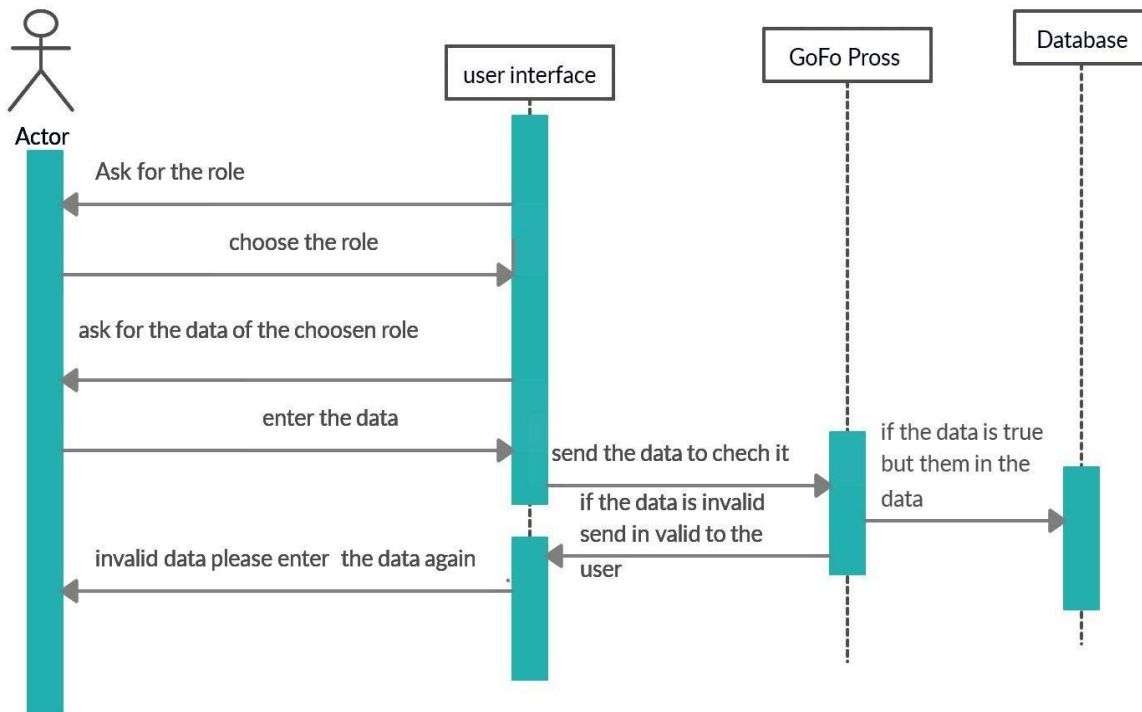 Actor
user interface
GoFo Pross
Database
Ask for the role
choose the role
ask for the data of the choosen role
enter the data
send the data to chech it
if the data is true
but them in the
data
if the data is invalid
send in valid to the
user
invalid data please enter the data again